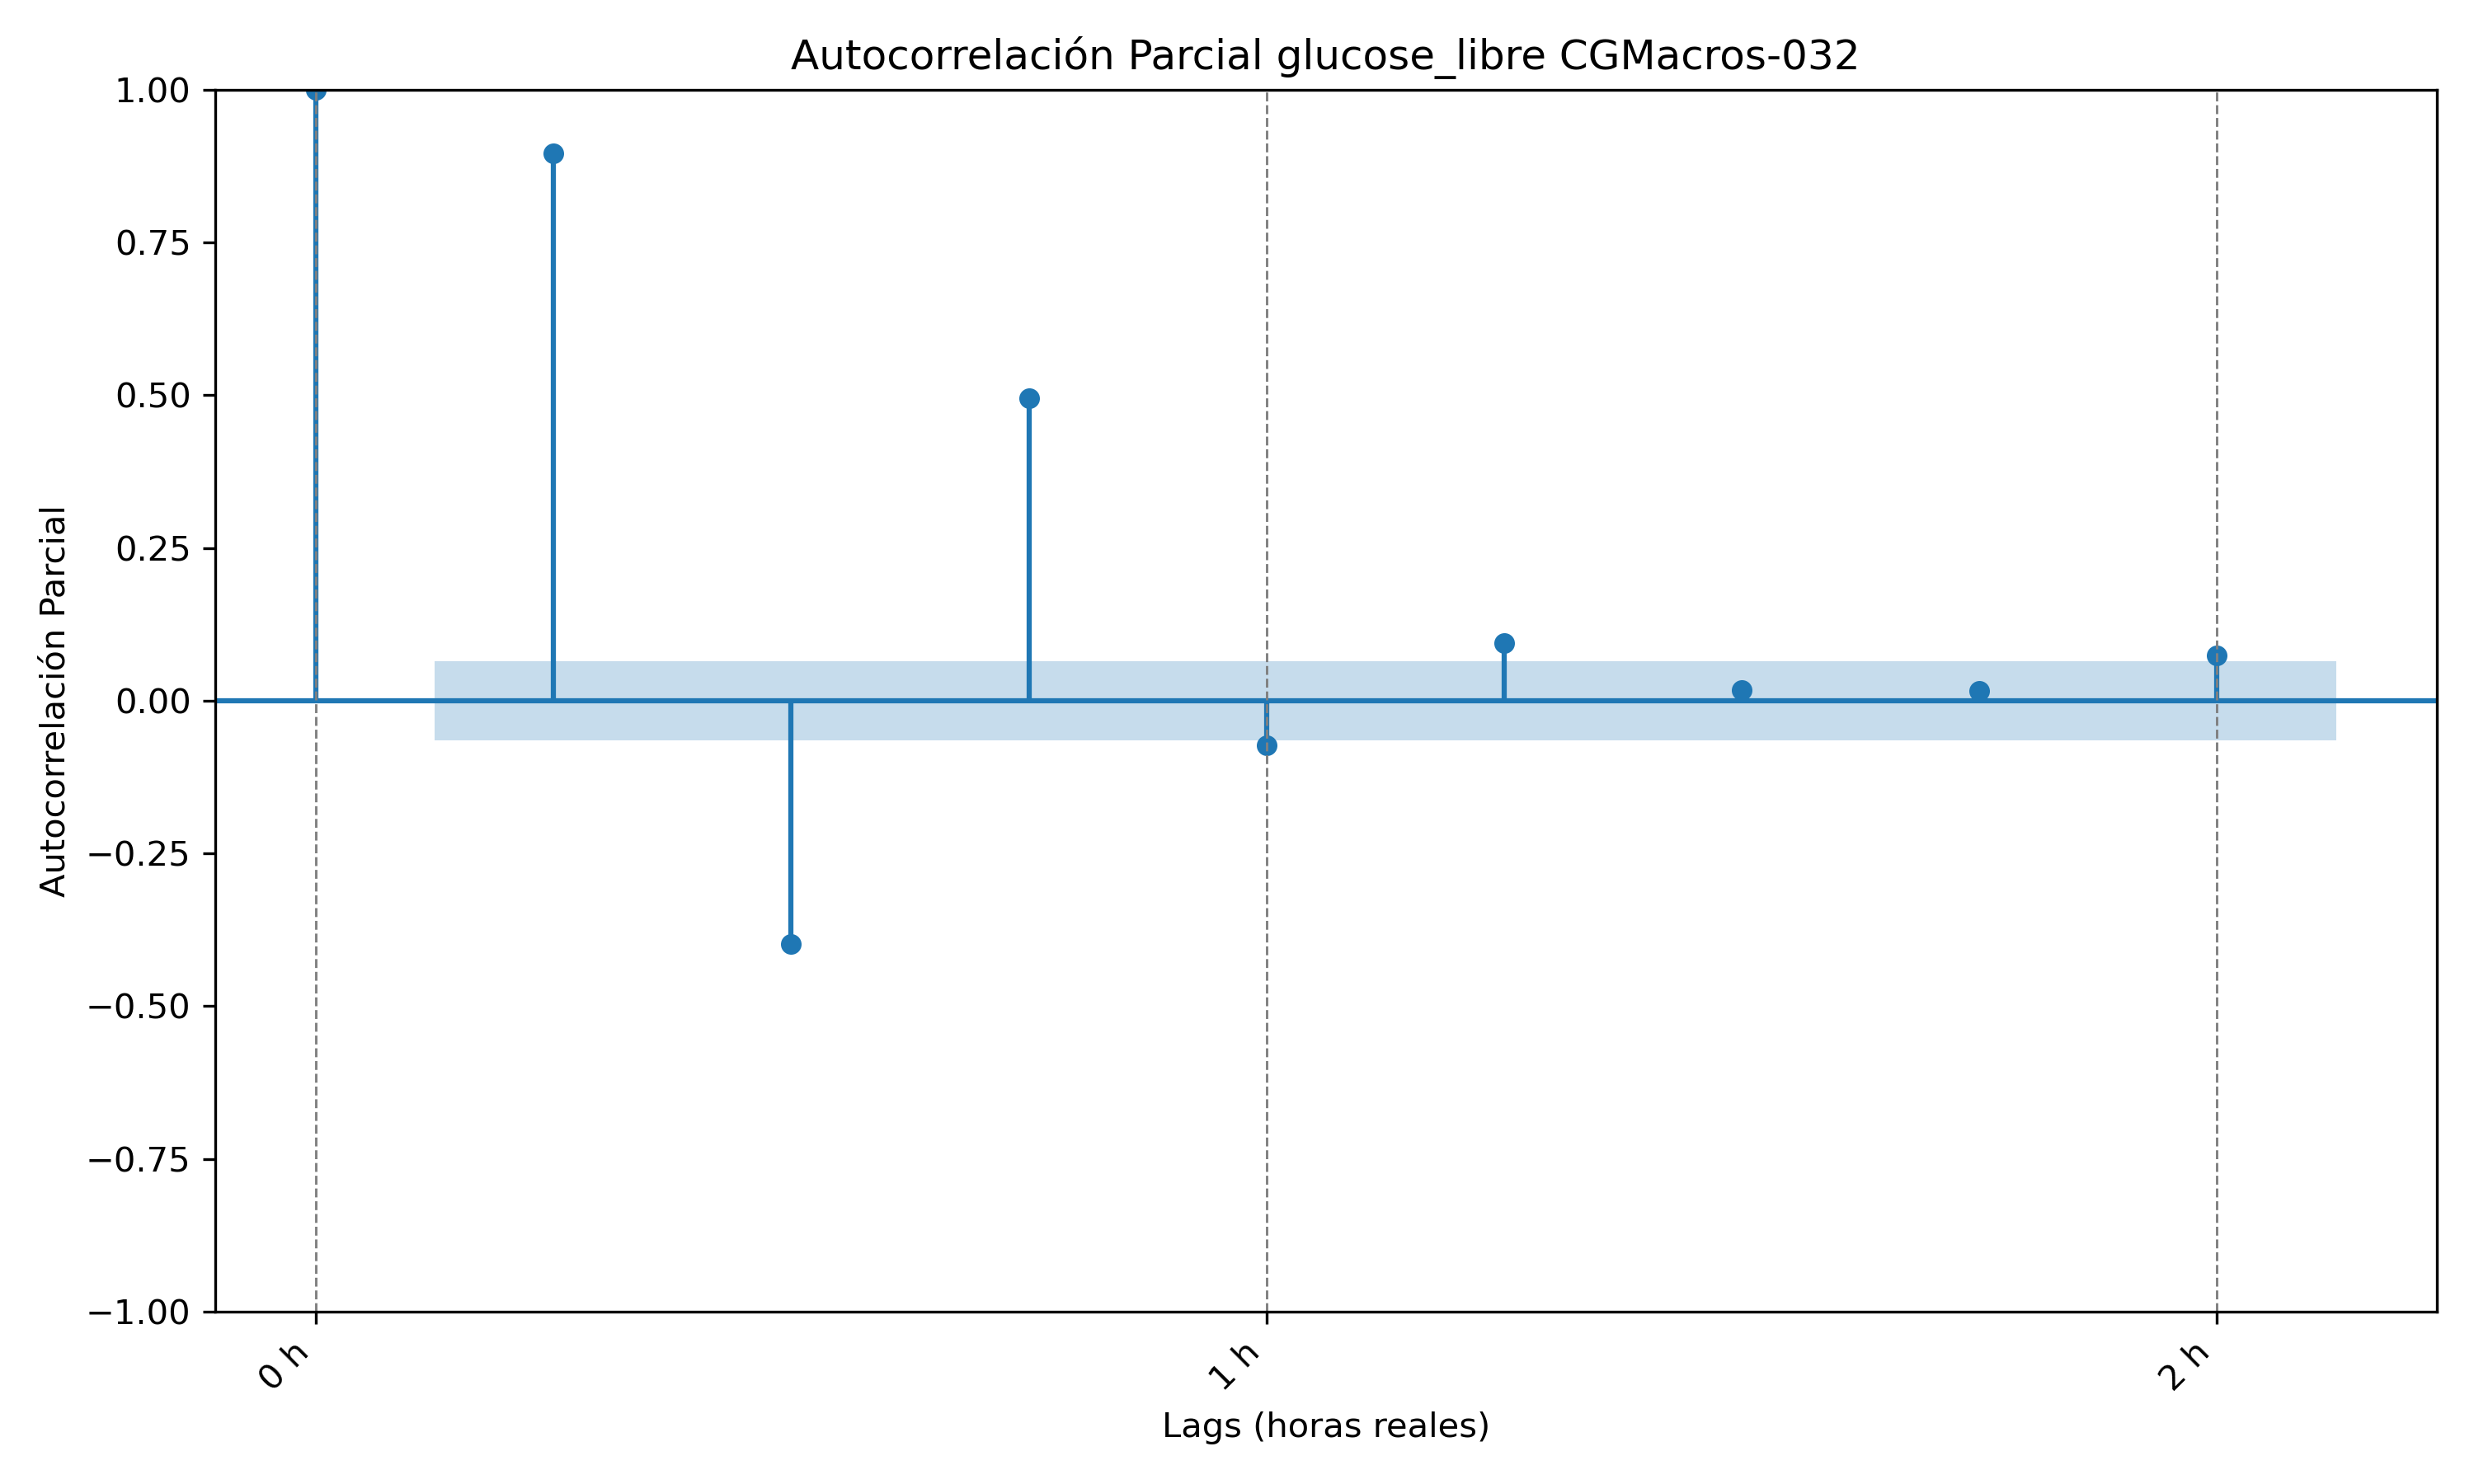 Autocorrelación Parcial glucose_libre CGMacros-032
1.00
0.75
0.50
0.25
0.00
−0.25
−0.50
−0.75
−1.00
Autocorrelación Parcial
0 h
1 h
2 h
Lags (horas reales)